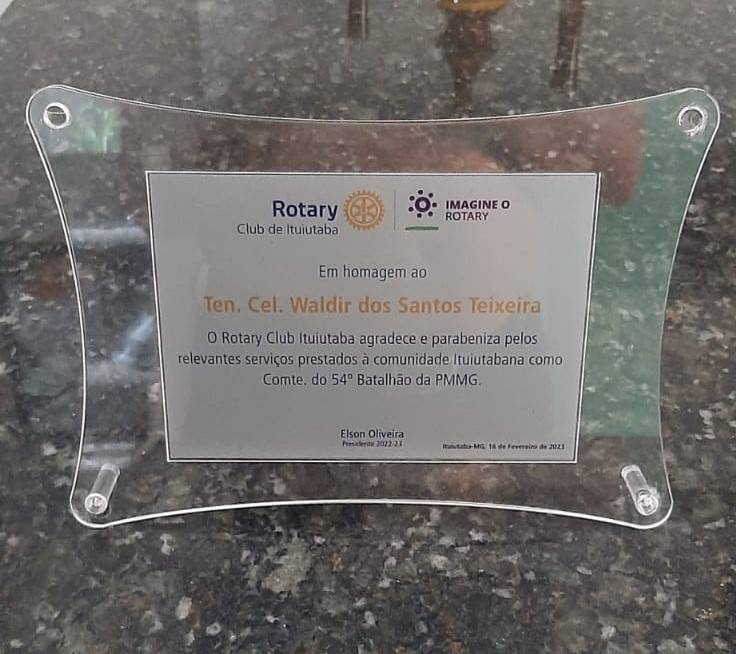 Rotary
Club de Ituiutaba
IMAGINE O
ROTARY
Em homagem ao
Ten. Cel. Waldir dos Santos Teixeira
O Rotary Club Ituiutaba agradece e parabeniza pelos
relevantes serviços prestados à comunidade Ituiutabana como
Comte. do 54º Batalhão da PMMG.
Elson Oliveira
Presidente 2022-23
Ituiutaba-MG, 16 de Fevereiro de 2023